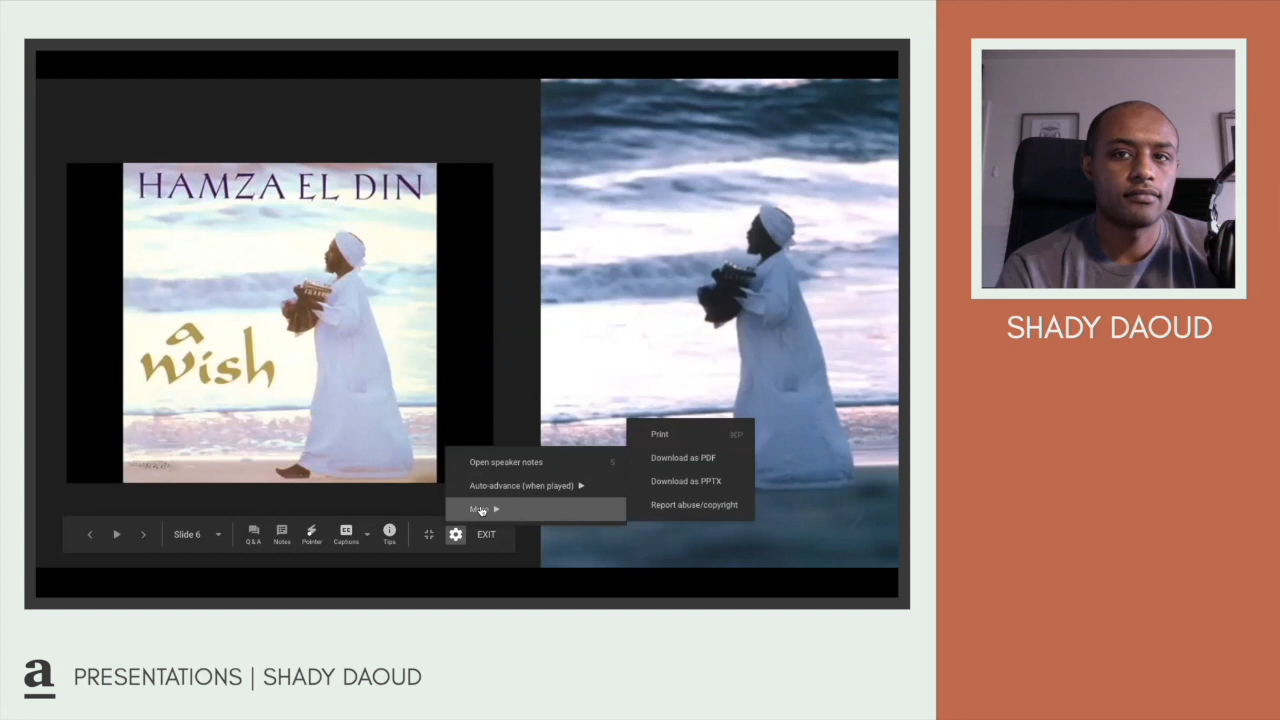 HAMZA EL DIN
a
wish
Open speaker notes S
Auto-advance (when played)
Print ⌘P
Download as PDF
Download as PPTX
Report abuse/copyright
Slide 6
Q & A
Notes
Pointer
CC
Captions
Tips
EXIT
SHADY DAOUD
a PRESENTATIONS | SHADY DAOUD